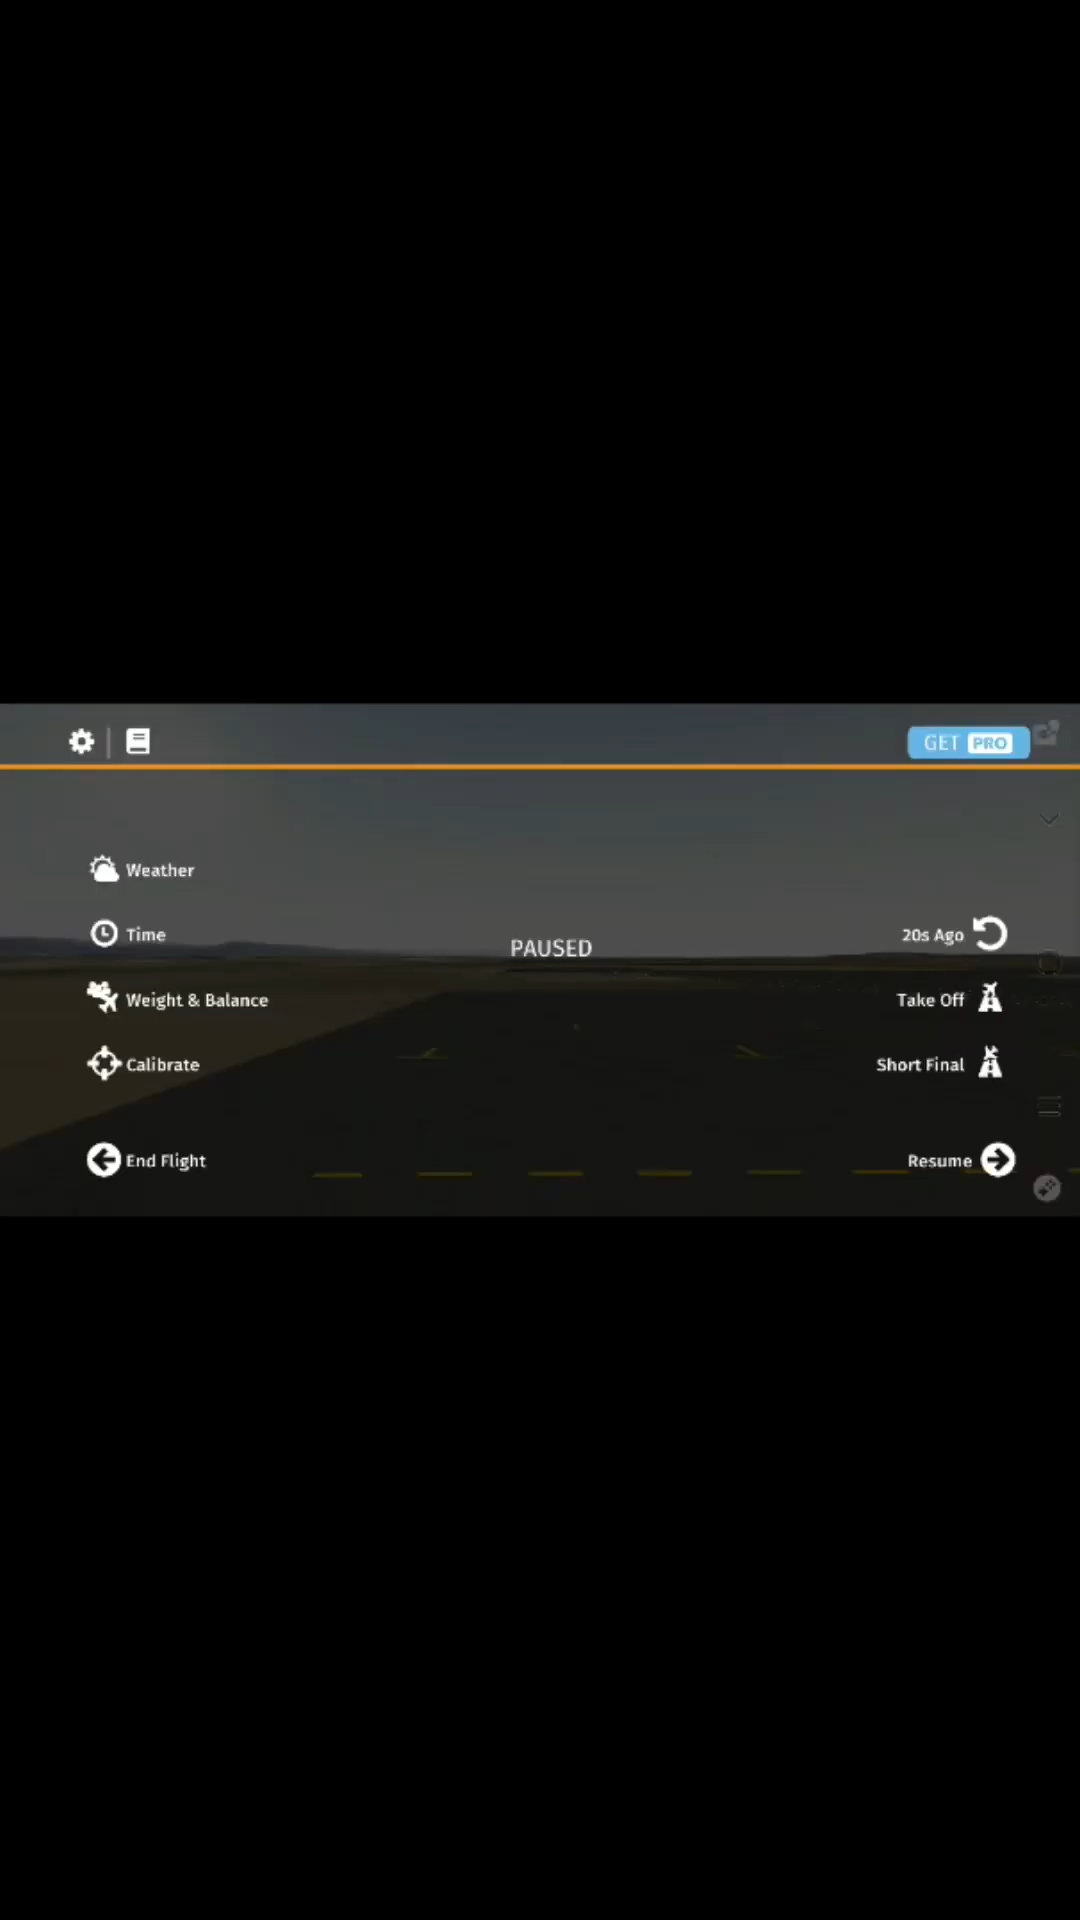 GET PRO
Weather
Time
PAUSED
20s Ago
Weight & Balance
Take Off
Calibrate
Short Final
End Flight
Resume